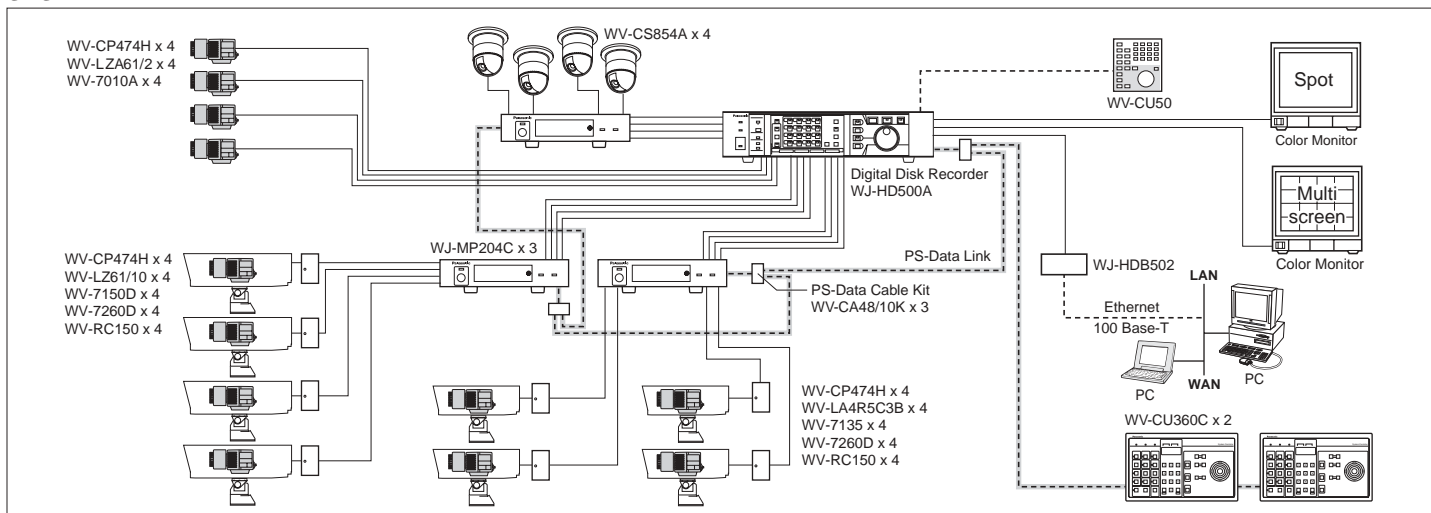 WV-CP474H x 4
WV-LZA61/2 x 4
WV-7010A x 4
WV-CS854A x 4
Panasonic
Panasonic
WV-CU50
Spot
Color Monitor
Digital Disk Recorder
WJ-HD500A
Multi
screen
Color Monitor
WJ-MP204C x 3
Panasonic
Panasonic
PS-Data Link
PS-Data Cable Kit
WV-CA48/10K x 3
WJ-HDB502
LAN
Ethernet
100 Base-T
WAN
PC
PC
WV-CP474H x 4
WV-LZ61/10 x 4
WV-7150D x 4
WV-7260D x 4
WV-RC150 x 4
WV-CP474H x 4
WV-LA4R5C3B x 4
WV-7135 x 4
WV-7260D x 4
WV-RC150 x 4
WV-CU360C x 2